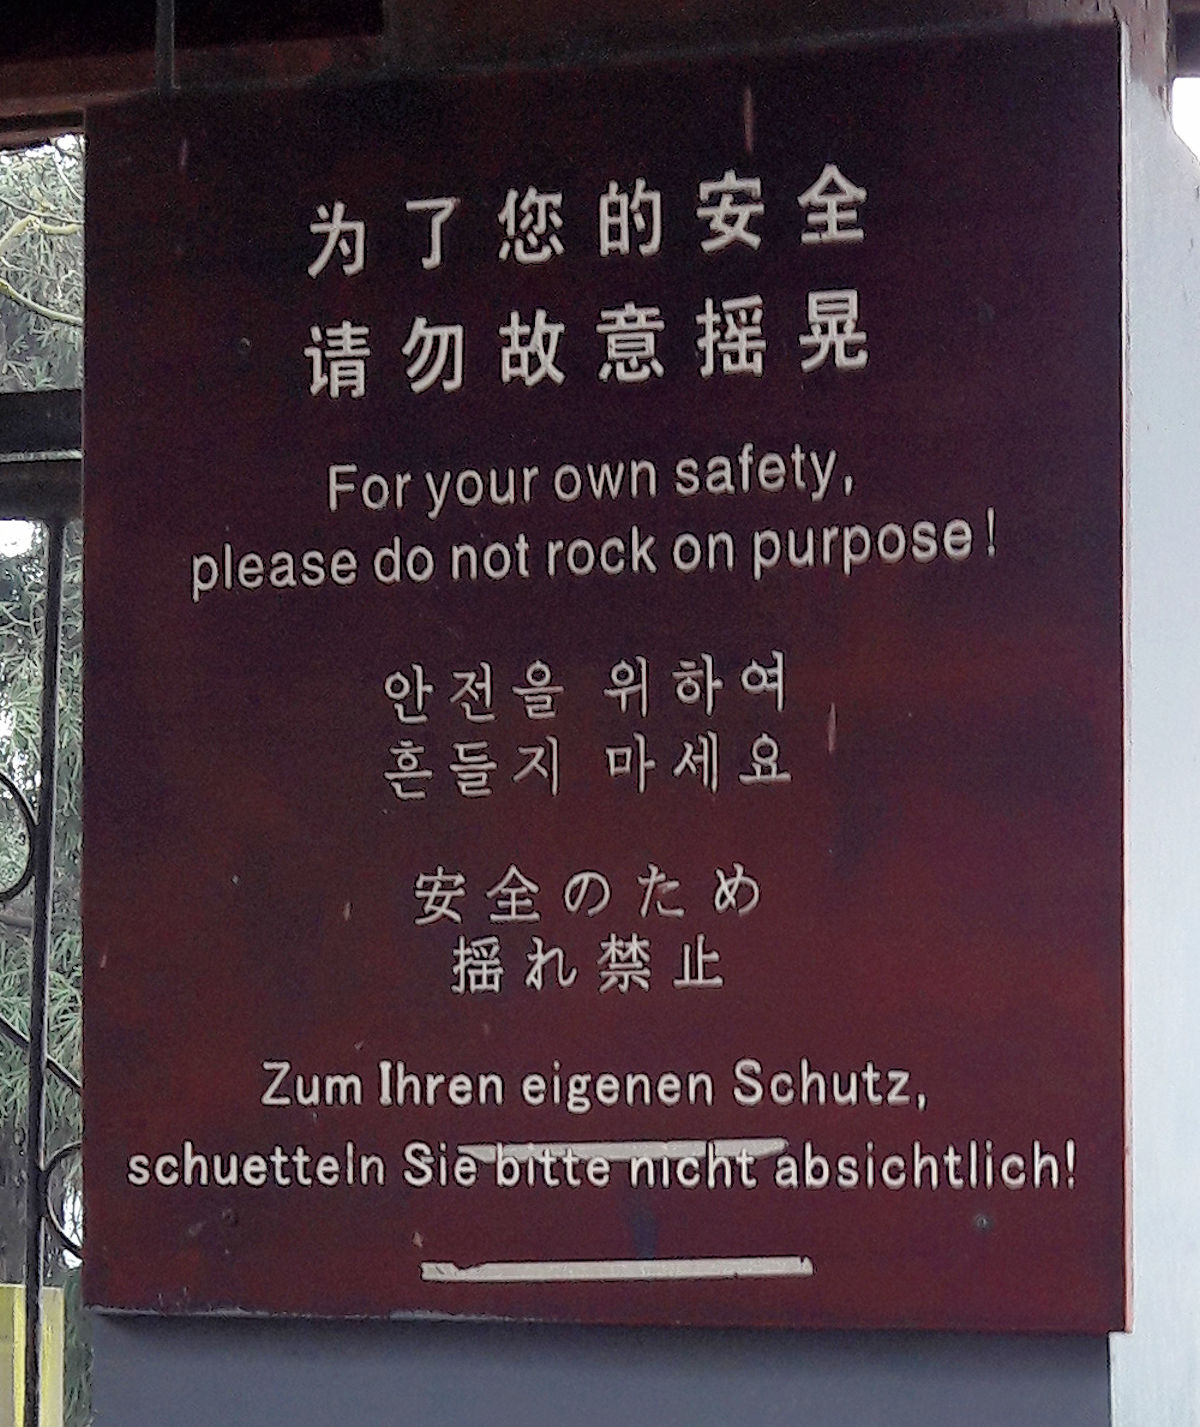 为了您的安全
请勿故意摇晃
For your own safety,
please do not rock on purpose!
안전을 위하여
흔들지 마세요
安全のため
揺れ禁止
Zum Ihren eigenen Schutz,
schuetteln Sie bitte nicht absichtlich!